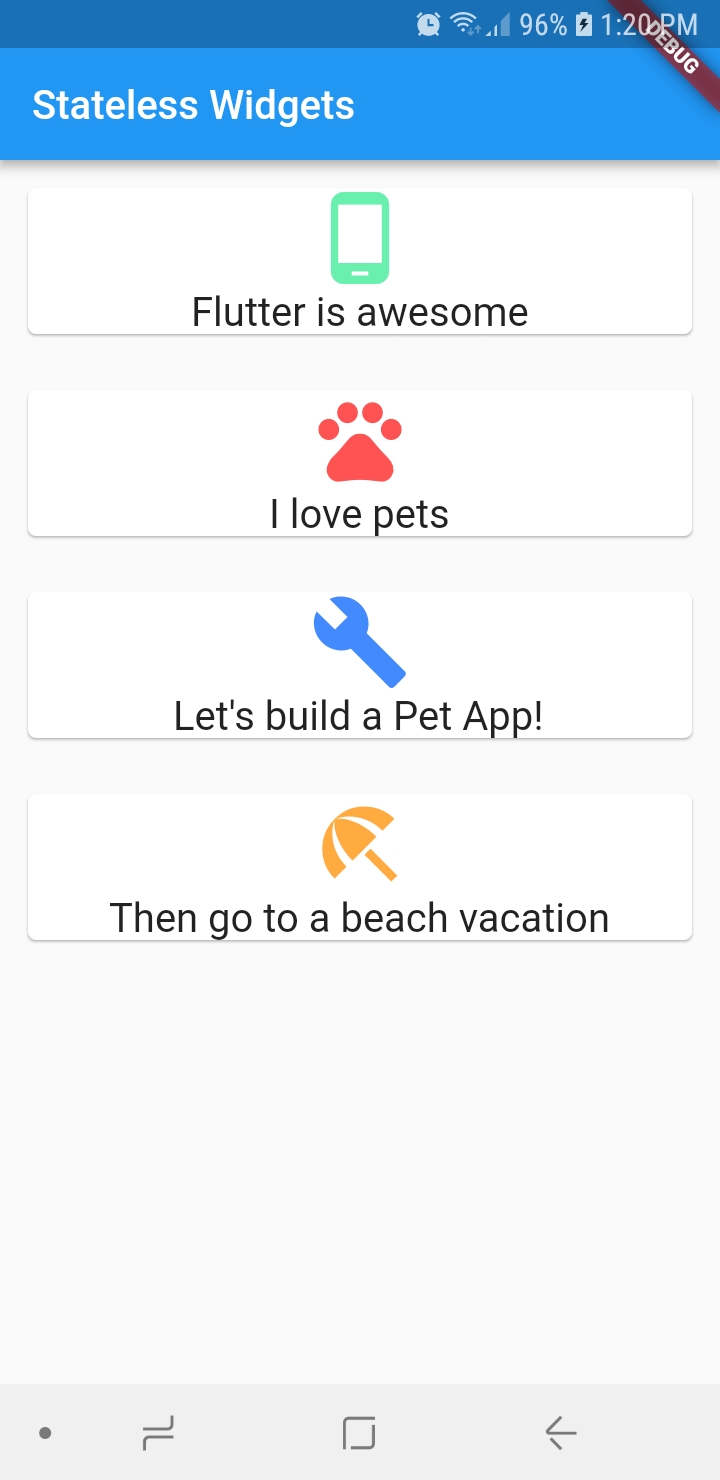 96% 1:20 PM
DEBUG
Stateless Widgets
Flutter is awesome
I love pets
Let's build a Pet App!
Then go to a beach vacation